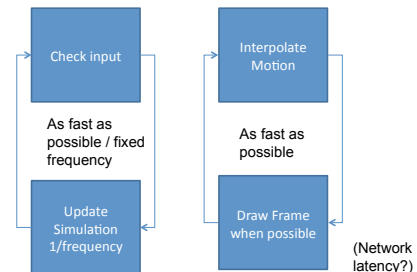 Check input
As fast as
possible / fixed
frequency
Update
Simulation
1/frequency
Interpolate
Motion
As fast as
possible
Draw Frame
when possible
(Network
latency?)